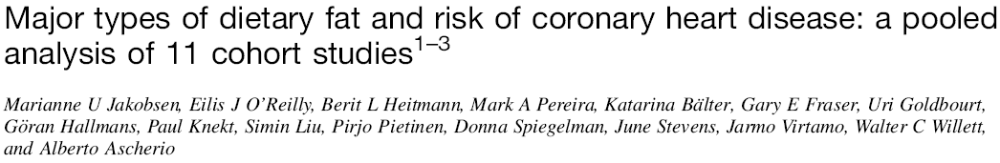 Major types of dietary fat and risk of coronary heart disease: a pooled
analysis of 11 cohort studies1–3
Marianne U Jakobsen, Eilis J O'Reilly, Berit L Heitmann, Mark A Pereira, Katarina Bälter, Gary E Fraser, Uri Goldbourt,
Göran Hallmans, Paul Knekt, Simin Liu, Pirjo Pietinen, Donna Spiegelman, June Stevens, Jarmo Virtamo, Walter C Willett,
and Alberto Ascherio